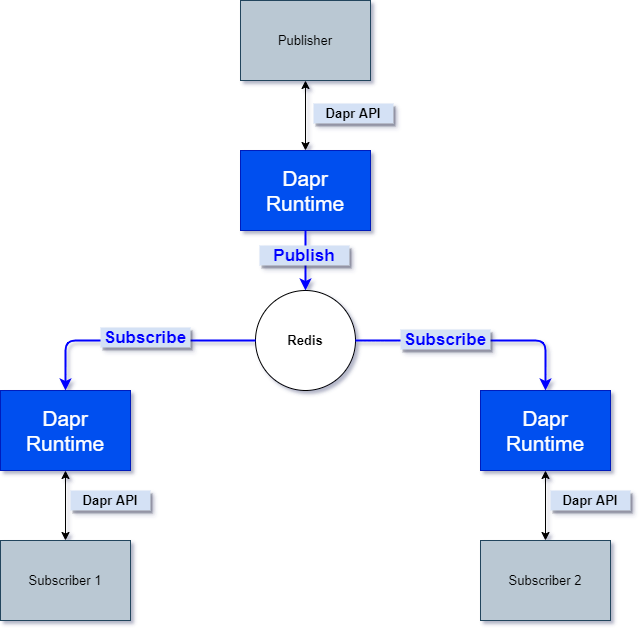 Publisher
Dapr API
Dapr
Runtime
Publish
Redis
Subscribe
Subscribe
Dapr
Runtime
Dapr
Runtime
Dapr API
Dapr API
Subscriber 1
Subscriber 2